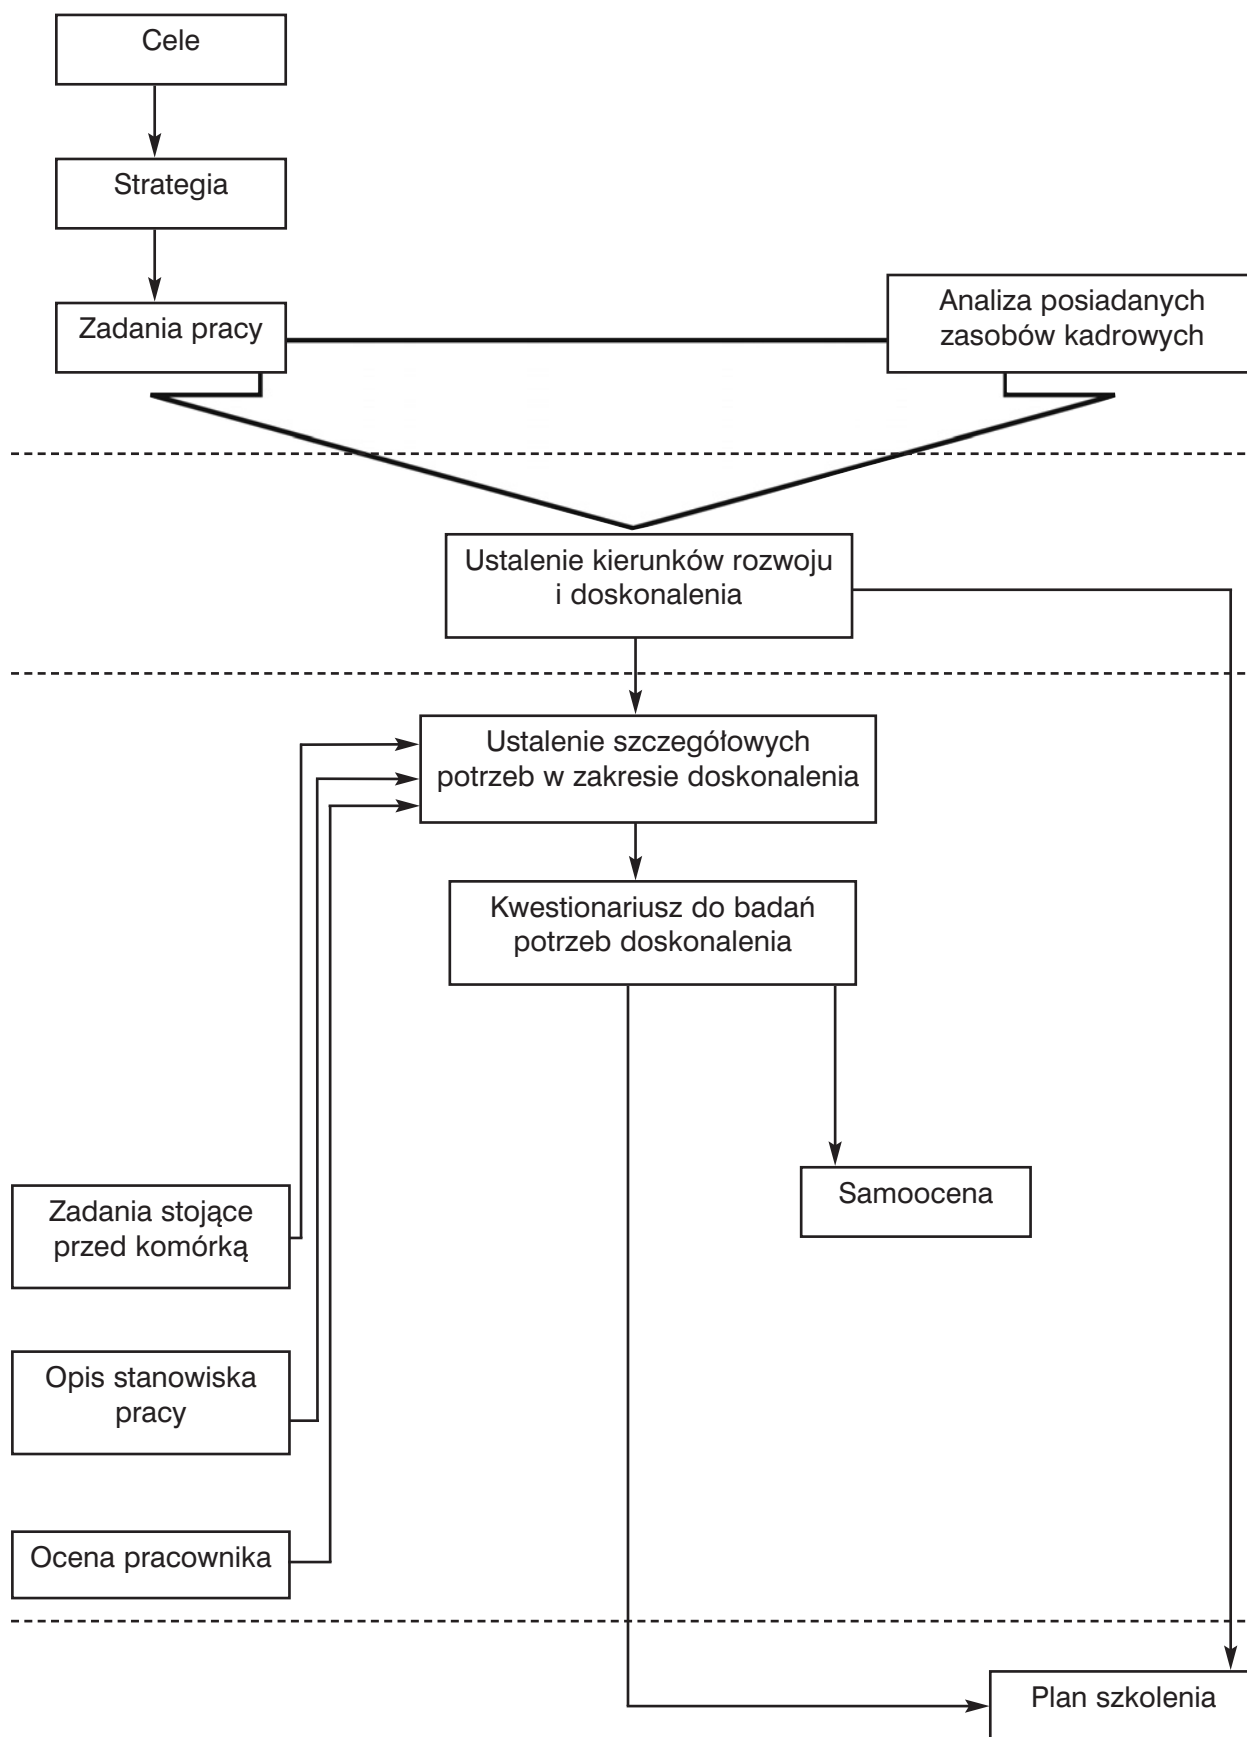 Cele
Strategia
Zadania pracy
Analiza posiadanych
zasobów kadrowych
Ustalenie kierunków rozwoju
i doskonalenia
Ustalenie szczegółowych
potrzeb w zakresie doskonalenia
Kwestionariusz do badań
potrzeb doskonalenia
Samoocena
Zadania stojące
przed komórką
Opis stanowiska
pracy
Ocena pracownika
Plan szkolenia